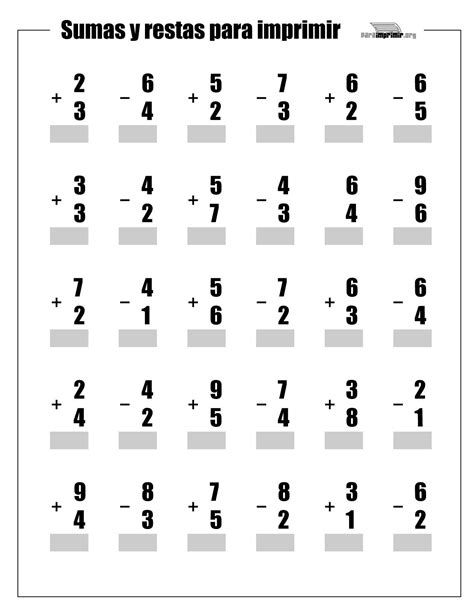 Sumas y restas para imprimir
paraimprimir.org
2 6 5 7 6 6
+ − + − + −
3 4 2 3 2 5
3 4 5 4 6 9
+ − + − −
3 2 7 3 4 6
7 4 5 7 6 6
+ − + − + −
2 1 6 2 3 4
2 4 9 7 3 2
+ − + − + −
4 2 5 4 8 1
9 8 7 8 3 6
+ − + − + −
4 3 5 2 1 2